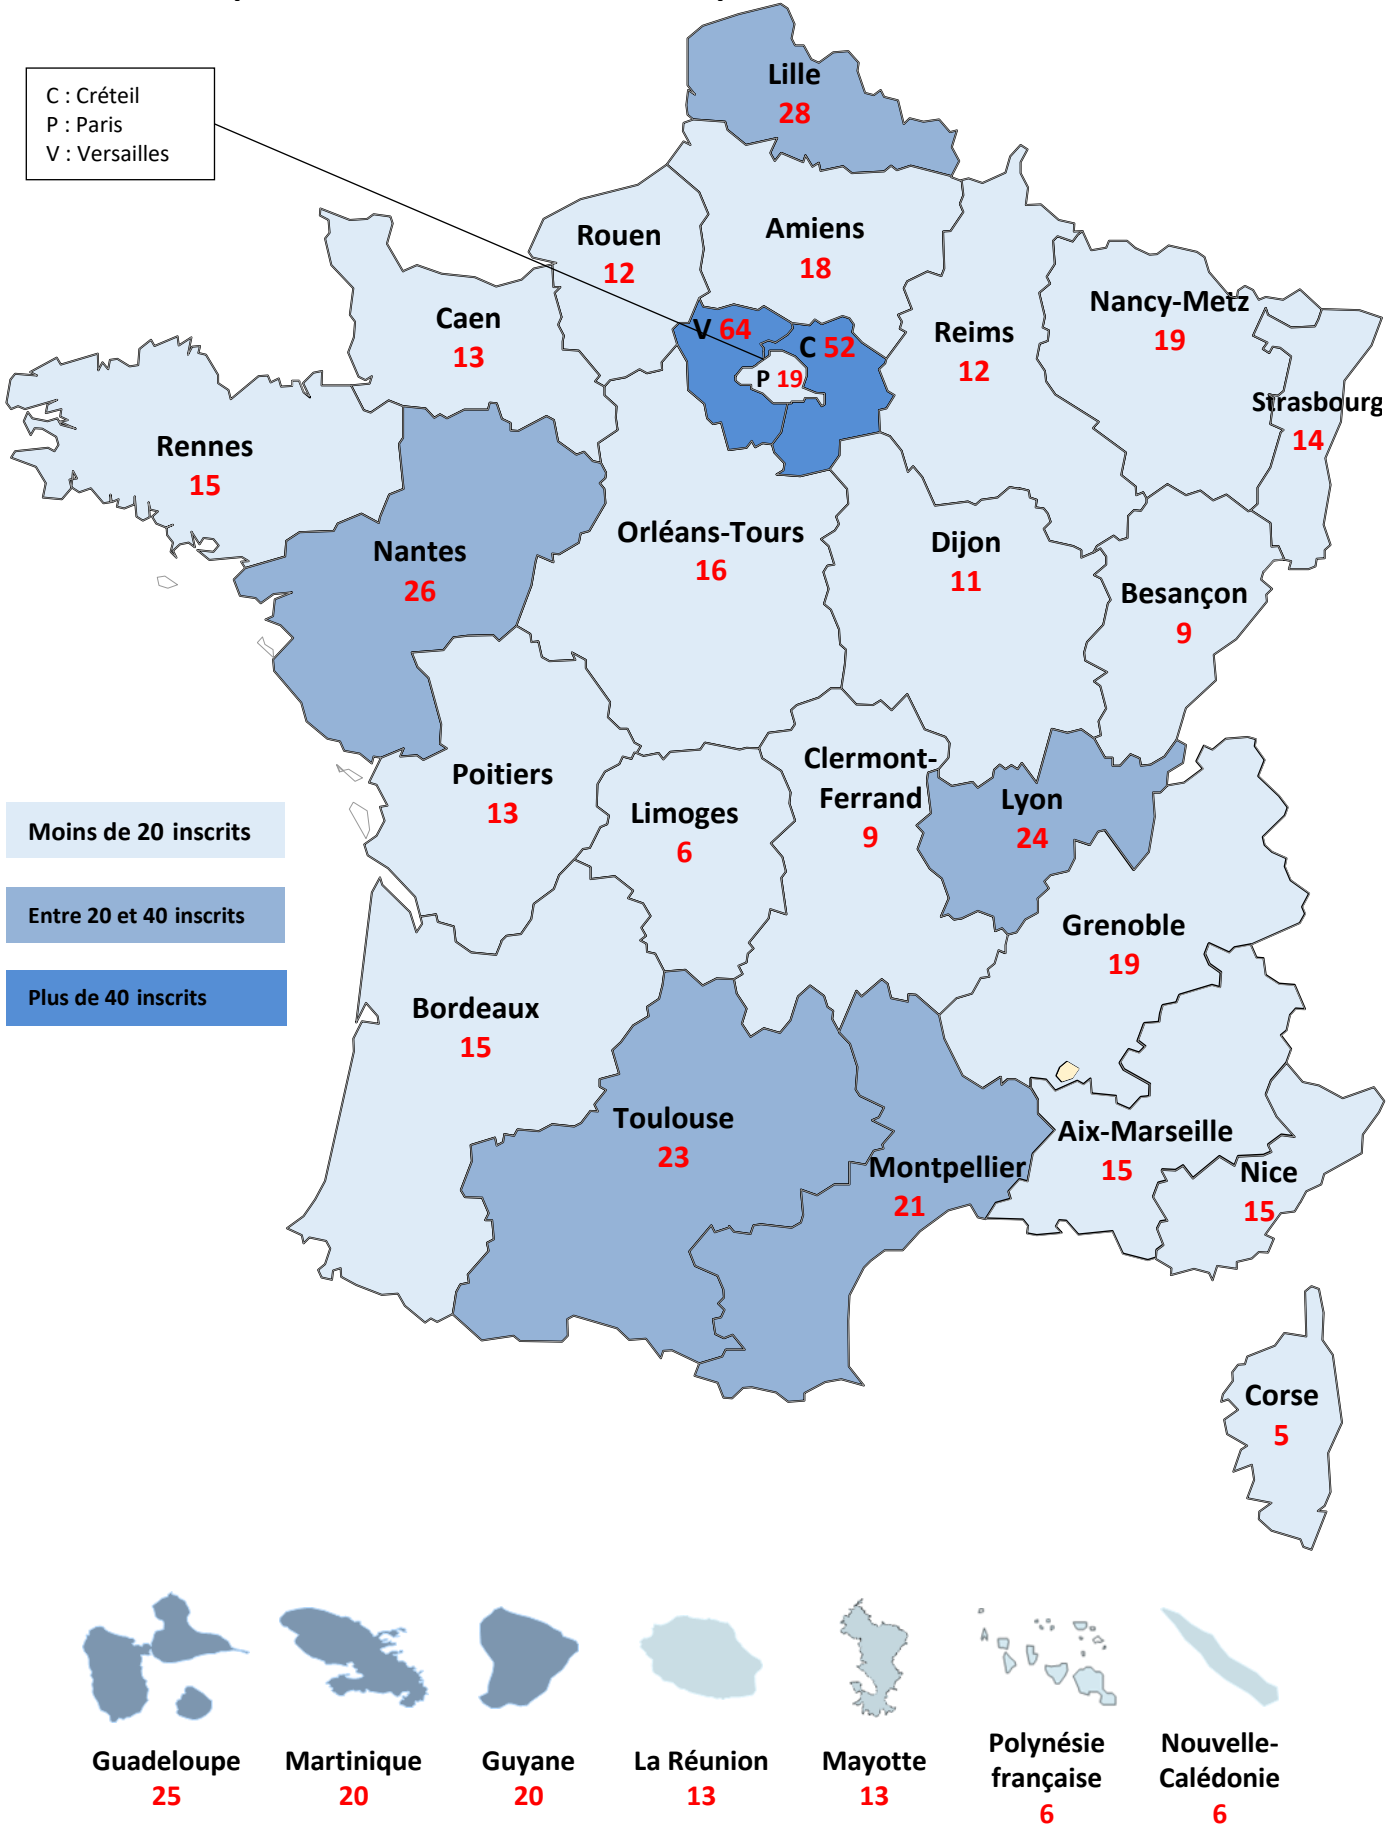 C : Créteil
P : Paris
V : Versailles
Lille
28
Rouen
12
Amiens
18
Caen
13
V 64
C 52
P 19
Reims
12
Nancy-Metz
19
Strasbourg
14
Rennes
15
Nantes
26
Orléans-Tours
16
Dijon
11
Besançon
9
Poitiers
13
Limoges
6
Clermont-
Ferrand
9
Lyon
24
Moins de 20 inscrits
Entre 20 et 40 inscrits
Plus de 40 inscrits
Grenoble
19
Bordeaux
15
Toulouse
23
Montpellier
21
Aix-Marseille
15
Nice
15
Corse
5
Guadeloupe
25
Martinique
20
Guyane
20
La Réunion
13
Mayotte
13
Polynésie
française
6
Nouvelle-
Calédonie
6